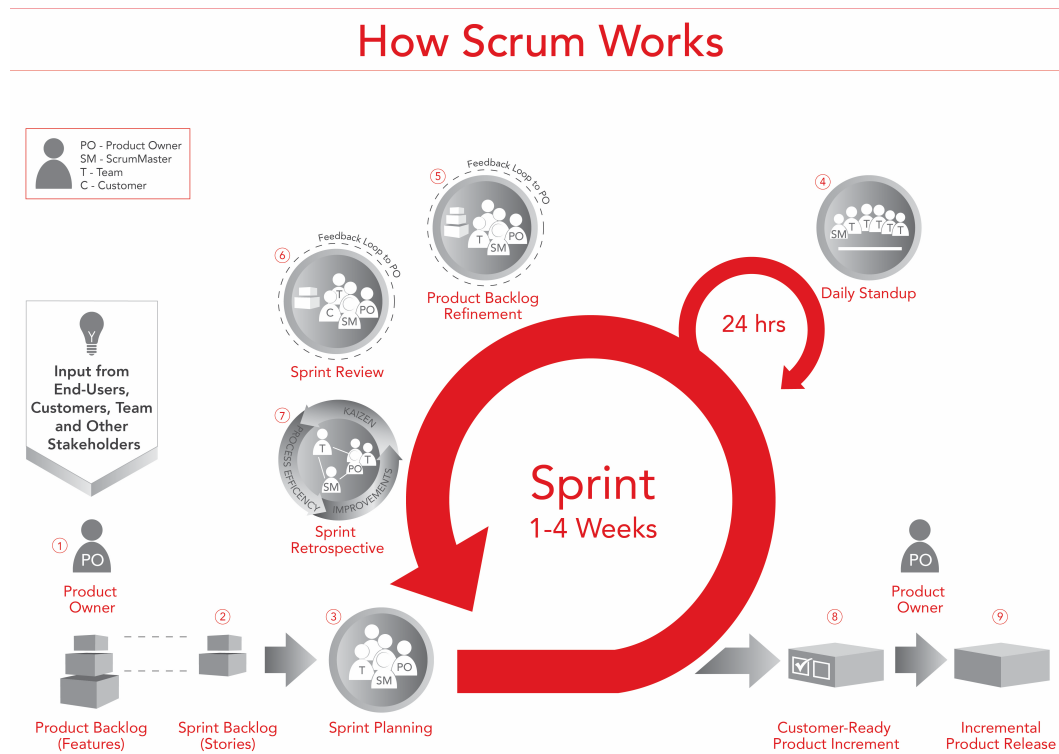 How Scrum Works
PO - Product Owner
SM - ScrumMaster
T - Team
C - Customer
Y
Input from
End-Users,
Customers, Team
and Other
Stakeholders
1
PO
Product
Owner
Product Backlog
(Features)
2
Sprint Backlog
(Stories)
3
T
SM
PO
Sprint Planning
4
SM
T
T
T
T
T
Daily Standup
24 hrs
5
Feedback Loop to PO
T
SM
PO
Product Backlog
Refinement
6
Feedback Loop to PO
T
C
SM
PO
Sprint Review
7
KAIZEN
PROCESS EFFICENCY
IMPROVEMENTS
T
T
PO
SM
Sprint
Retrospective
Sprint
1-4 Weeks
8
Customer-Ready
Product Increment
PO
Product
Owner
9
Incremental
Product Release